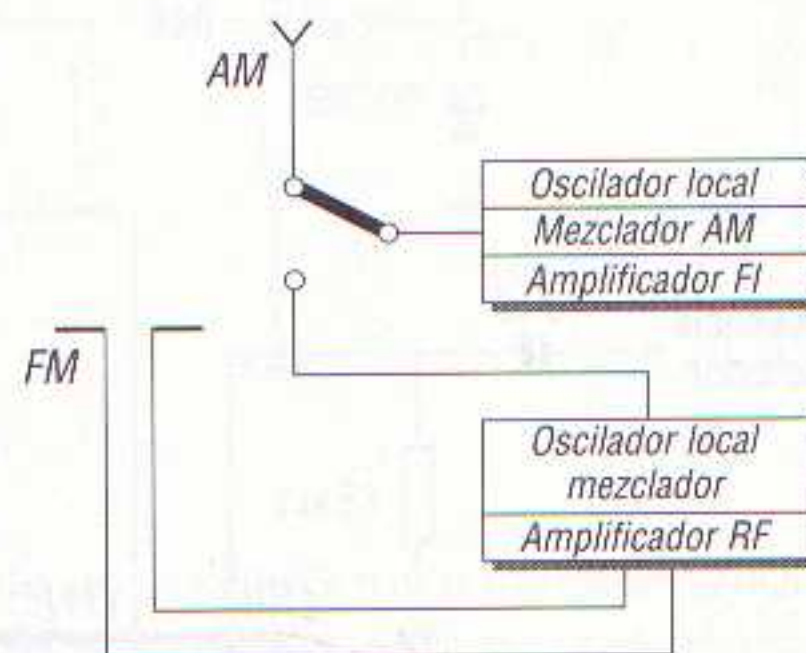 AM
Oscilador local
Mezclador AM
Amplificador FI
FM
Oscilador local
mezclador
Amplificador RF